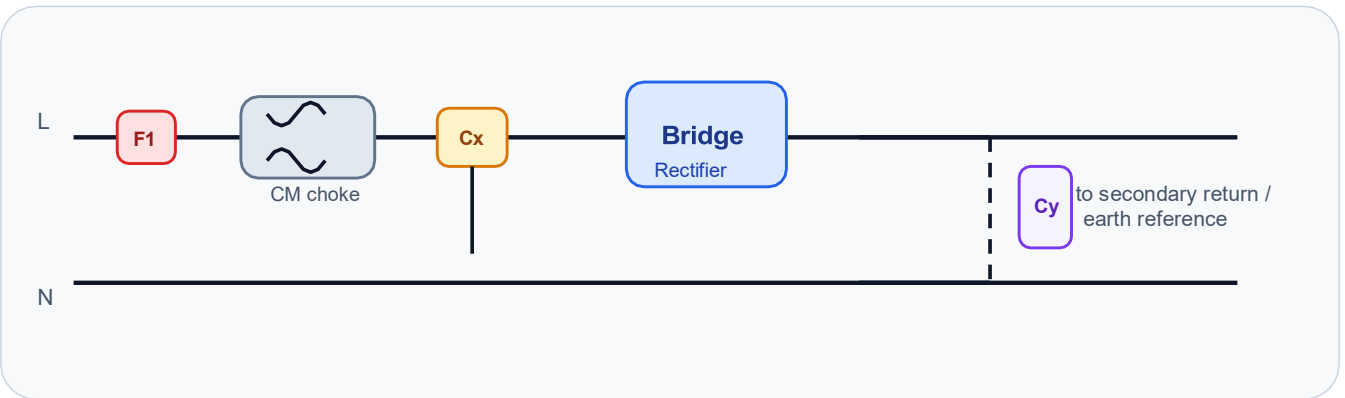 L
F1
CM choke
Cx
Bridge
Rectifier
Cy
to secondary return /
earth reference
N